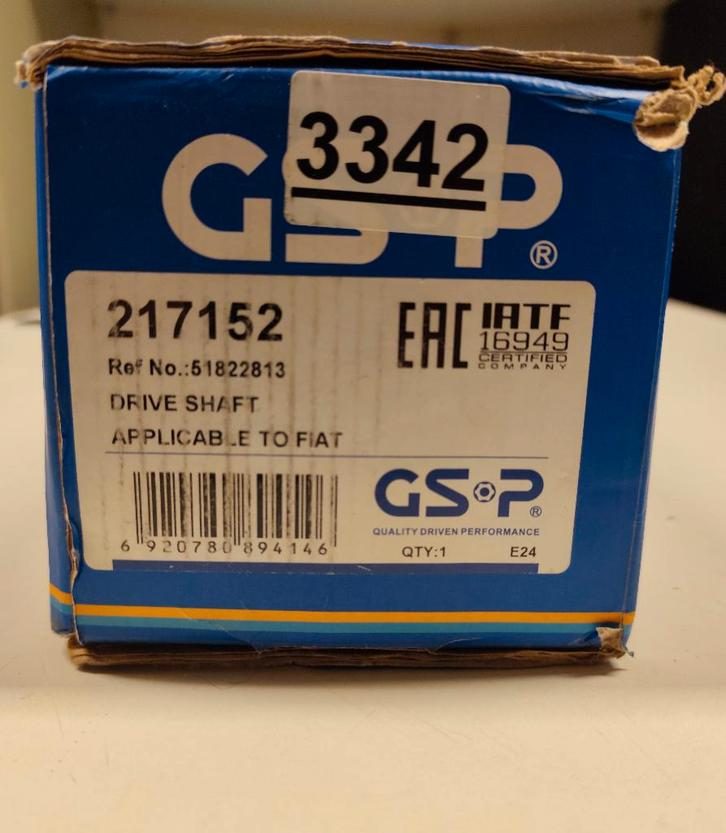 3342
GSP®
217152
Ref No.:51822813
DRIVE SHAFT
APPLICABLE TO FIAT
EAC
IATF
16949
CERTIFIED
COMPANY
GSP®
QUALITY DRIVEN PERFORMANCE
6 920780 894146
QTY:1
E24